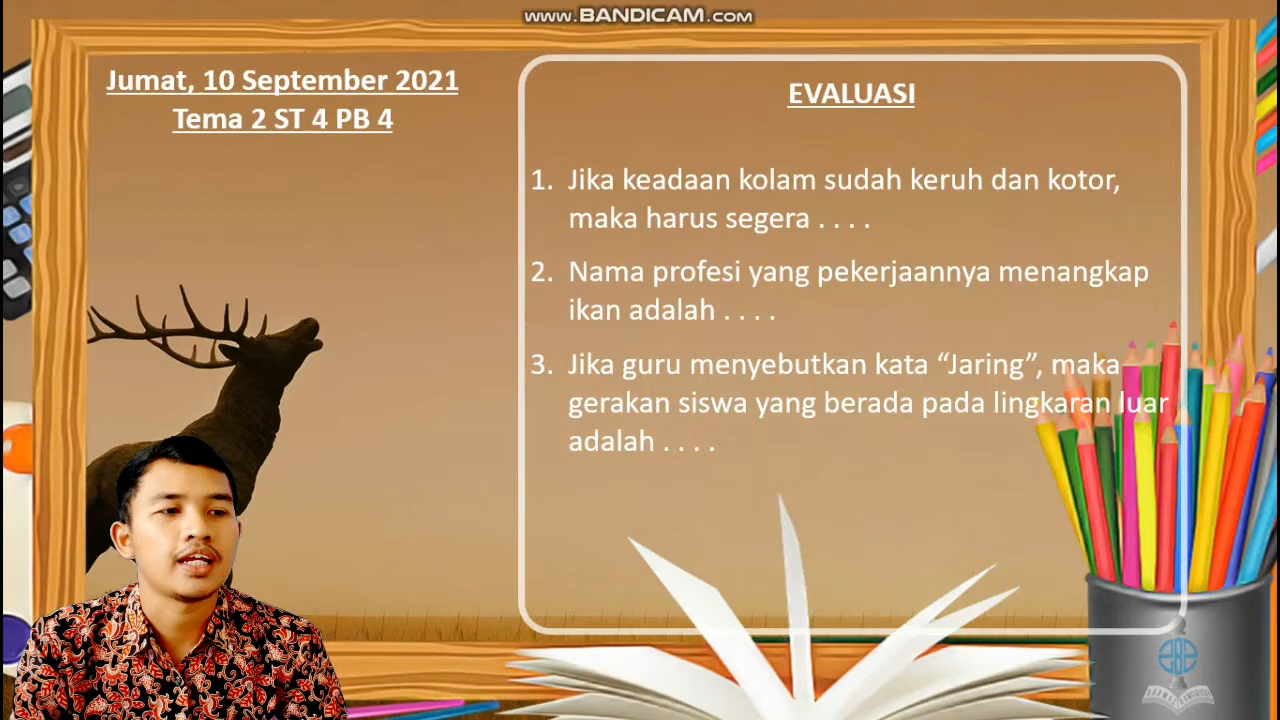 www.BANDICAM.com
Jumat, 10 September 2021
Tema 2 ST 4 PB 4
EVALUASI
1. Jika keadaan kolam sudah keruh dan kotor,
maka harus segera . . . .
2. Nama profesi yang pekerjaannya menangkap
ikan adalah . . . .
3. Jika guru menyebutkan kata “Jaring”, maka
gerakan siswa yang berada pada lingkaran luar
adalah . . . .